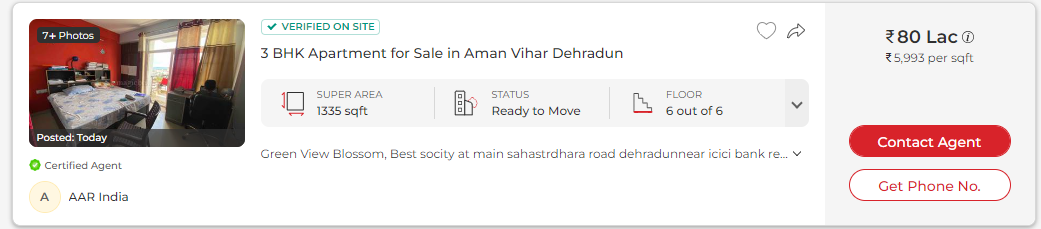 7+ Photos
Posted: Today
Certified Agent
A
AAR India
VERIFIED ON SITE
3 BHK Apartment for Sale in Aman Vihar Dehradun
SUPER AREA
1335 sqft
STATUS
Ready to Move
FLOOR
6 out of 6
Green View Blossom, Best socity at main sahastrdhara road dehradunnear icici bank re...
₹80 Lac
₹5,993 per sqft
Contact Agent
Get Phone No.